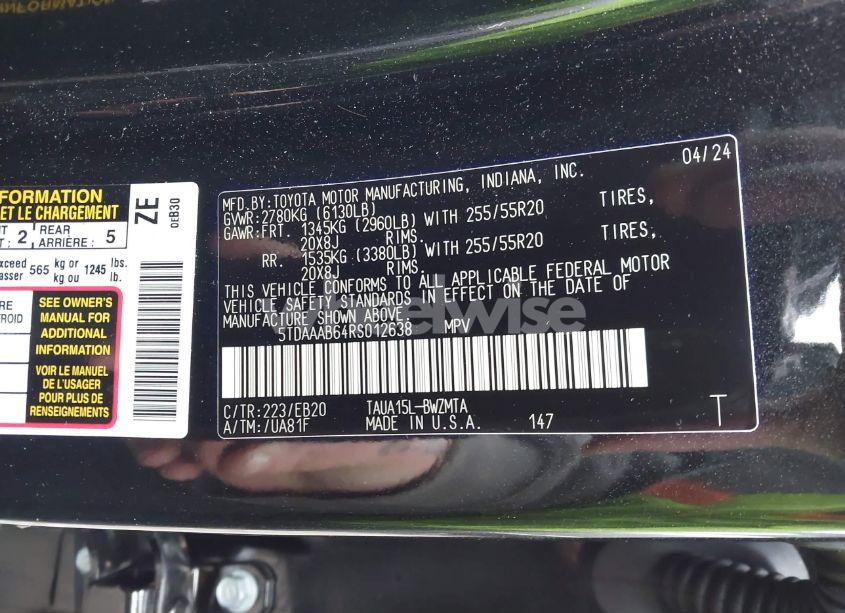 FORMATION
ET LE CHARGEMENT
2 REAR ARRIÈRE: 5
565 kg or kg ou 1245 lbs. lb.
SEE OWNER'S
MANUAL FOR
ADDITIONAL
INFORMATION
VOIR LE MANUEL
DE L'USAGER
POUR PLUS DE
RENSEIGNEMENTS
ZE
0EB30
04/24
MFD.BY:TOYOTA MOTOR MANUFACTURING, INDIANA, INC.
GVWR:2780KG (6130LB)
GAWR:FRT. 1345KG (2960LB) WITH 255/55R20 TIRES,
20X8J RIMS.
RR. 1535KG (3380LB) WITH 255/55R20 TIRES,
20X8J RIMS.
THIS VEHICLE CONFORMS TO ALL APPLICABLE FEDERAL MOTOR
VEHICLE SAFETY STANDARDS IN EFFECT ON THE DATE OF
MANUFACTURE SHOWN ABOVE.
5TDAAAB64RS012638 MPV
C/TR:223/EB20 TAUA15L-BWZMTA
A/TM:/UA81F MADE IN U.S.A. 147
T